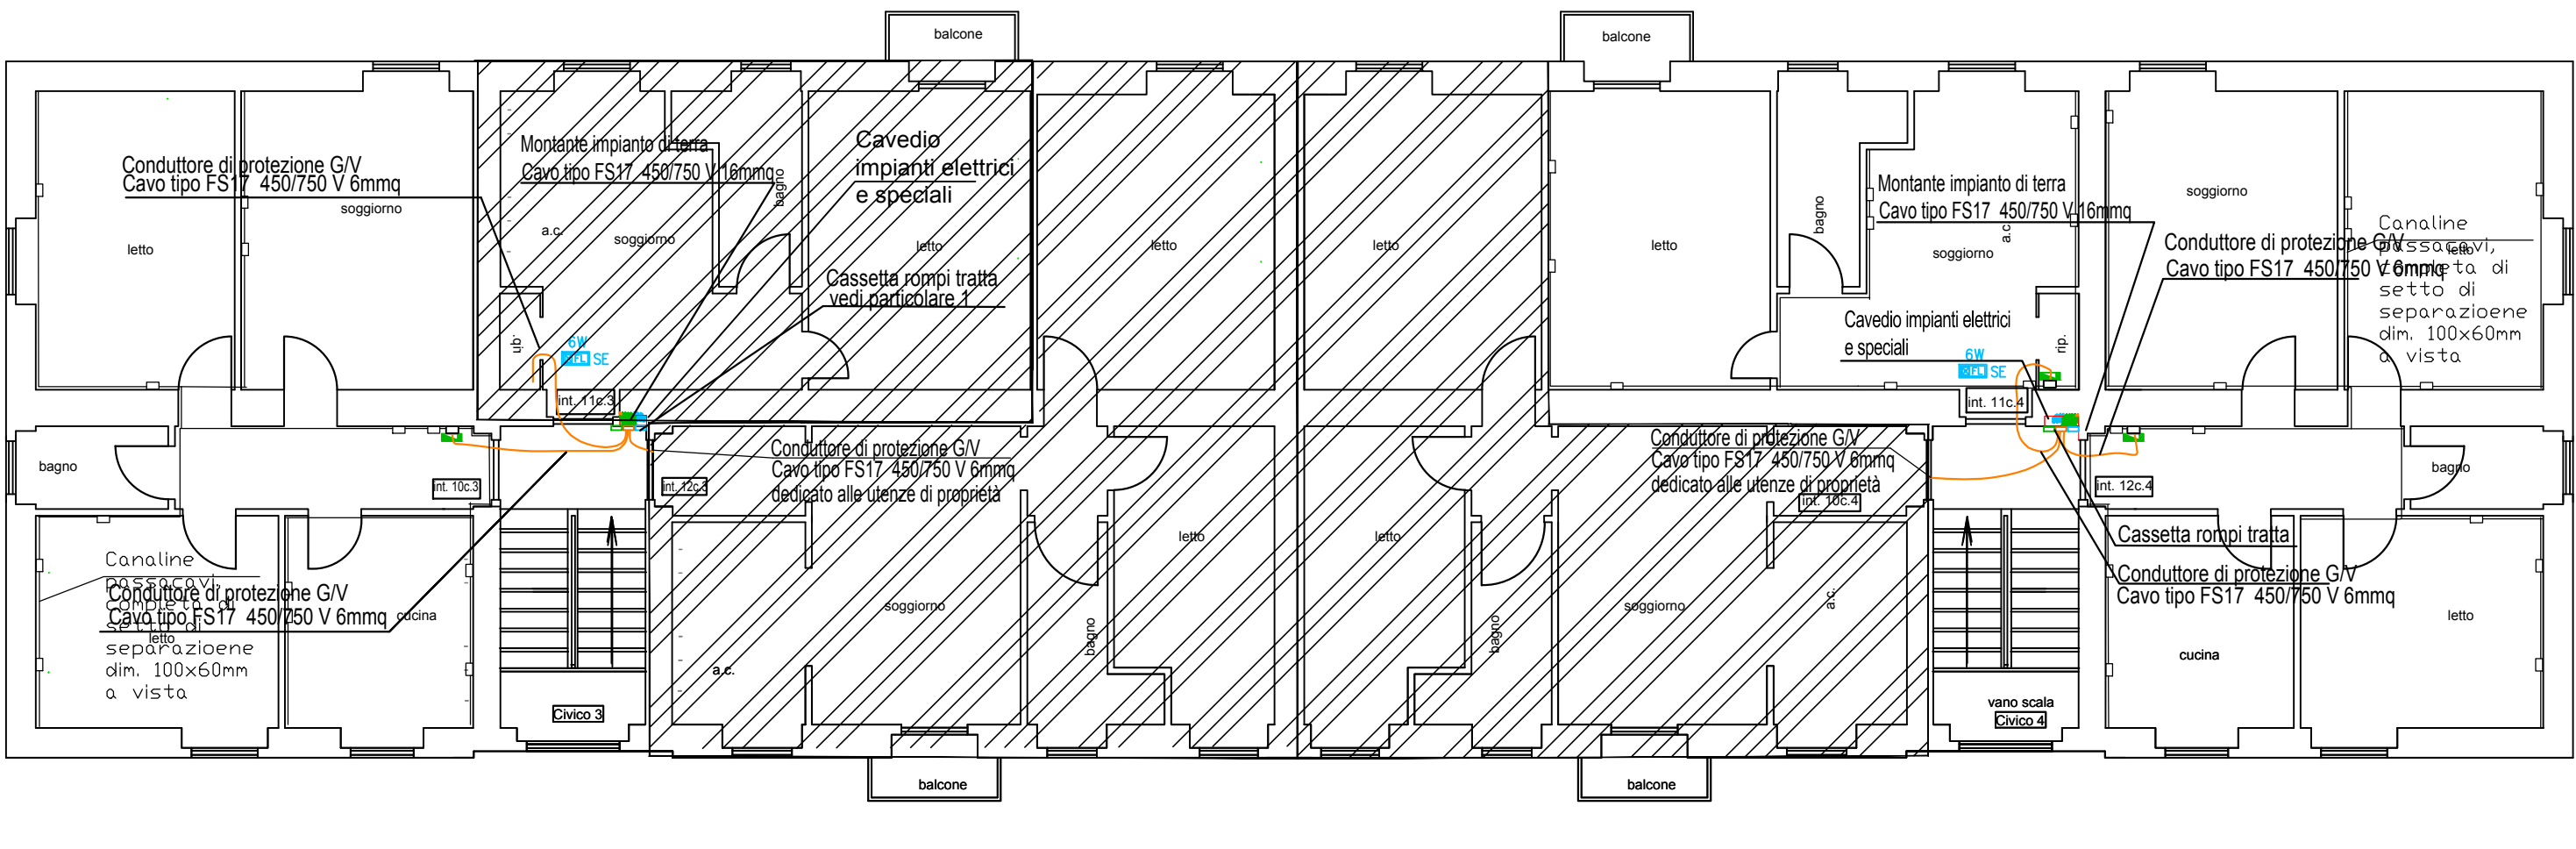 balcone
balcone
Conduttore di protezione G/V
Cavo tipo FS17 450/750 V 6mmq
soggiorno
letto
Montante impianto di terra
Cavo tipo FS17 450/750 V 16mmq
bagno
a.c.
soggiorno
Cavedio
impianti elettrici
e speciali
letto
Cassetta rompi tratta
vedi particolare 1
rip.
6W
FL SE
int. 11c.3
letto
letto
letto
bagno
Montante impianto di terra
Cavo tipo FS17 450/750 V 16mmq
a.c.
soggiorno
Cavedio impianti elettrici
e speciali
6W
FL SE
rip.
int. 11c.4
soggiorno
Conduttore di protezione G/V
Cavo tipo FS17 450/750 V 6mmq
letto
Canaline
passacavi,
completa di
setto di
separazioene
dim. 100x60mm
a vista
bagno
int. 10c.3
int. 12c.3
Conduttore di protezione G/V
Cavo tipo FS17 450/750 V 6mmq
dedicato alle utenze di proprietà
Conduttore di protezione G/V
Cavo tipo FS17 450/750 V 6mmq
dedicato alle utenze di proprietà
int. 10c.4
int. 12c.4
bagno
Canaline
passacavi,
completa di
setto di
separazioene
dim. 100x60mm
a vista
Conduttore di protezione G/V
Cavo tipo FS17 450/750 V 6mmq
letto
cucina
Civico 3
a.c.
soggiorno
bagno
letto
letto
bagno
soggiorno
a.c.
Cassetta rompi tratta
Conduttore di protezione G/V
Cavo tipo FS17 450/750 V 6mmq
vano scala
Civico 4
cucina
letto
balcone
balcone